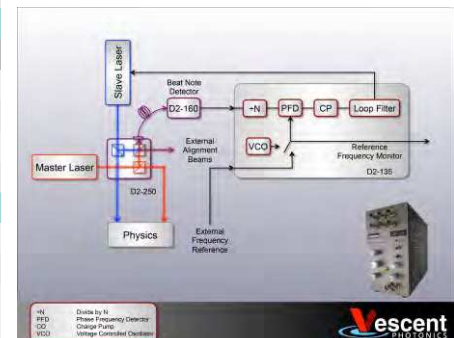 Slave Laser
Beat Note
Detector
D2-160
÷N
PFD
CP
Loop Filter
VCO
Reference
Frequency Monitor
D2-135
External
Alignment
Beams
Master Laser
D2-250
Physics
External
Frequency
Reference
÷N Divide by N
PFD Phase Frequency Detector
CO Charge Pump
VCO Voltage Controlled Oscillator
Vescent
PHOTONICS